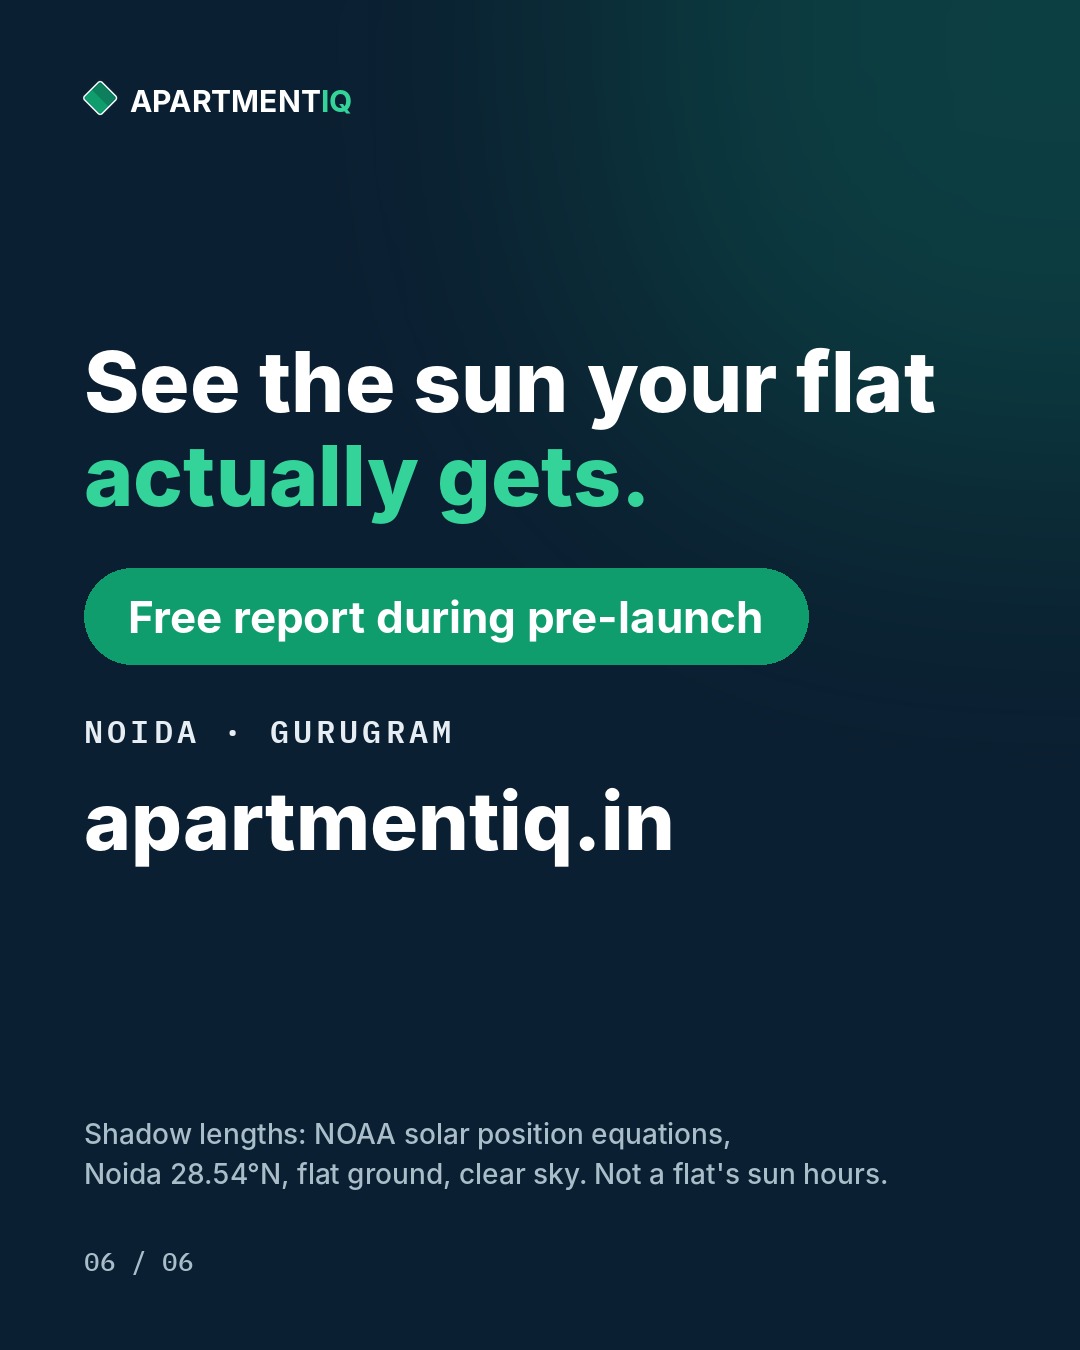 APARTMENTIQ
See the sun your flat
actually gets.
Free report during pre-launch
NOIDA · GURUGRAM
apartmentiq.in
Shadow lengths: NOAA solar position equations,
Noida 28.54°N, flat ground, clear sky. Not a flat's sun hours.
06 / 06